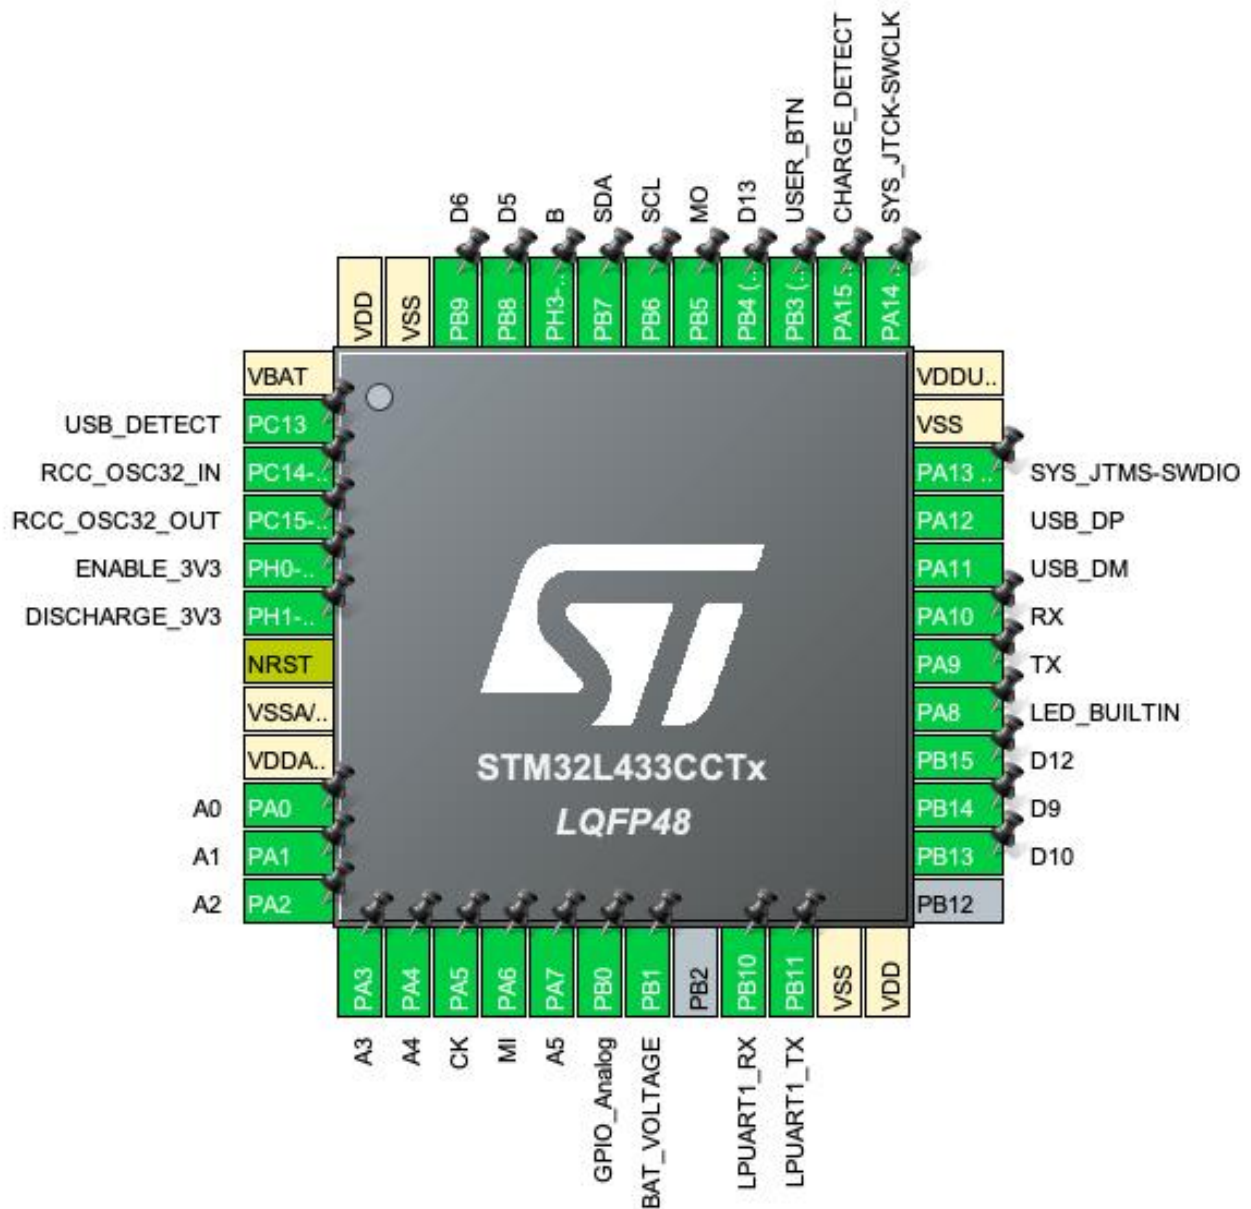 D6
D5
B
SDA
SCL
MO
D13
USER_BTN
CHARGE_DETECT
SYS_JTCK-SWCLK
VDD
VSS
PB9
PB8
PH3-..
PB7
PB6
PB5
PB4 (..
PB3 (..
PA15 ..
PA14 ..
VBAT
USB_DETECT PC13
RCC_OSC32_IN PC14-..
RCC_OSC32_OUT PC15-..
ENABLE_3V3 PH0-..
DISCHARGE_3V3 PH1-..
NRST
VSSA/..
VDDA..
A0 PA0
A1 PA1
A2 PA2
ST
STM32L433CCTx
LQFP48
VDDU..
VSS
PA13 .. SYS_JTMS-SWDIO
PA12 USB_DP
PA11 USB_DM
PA10 RX
PA9 TX
PA8 LED_BUILTIN
PB15 D12
PB14 D9
PB13 D10
PB12
PA3
PA4
PA5
PA6
PA7
PB0
PB1
PB2
PB10
PB11
VSS
VDD
A3
A4
CK
MI
A5
GPIO_Analog
BAT_VOLTAGE
LPUART1_RX
LPUART1_TX